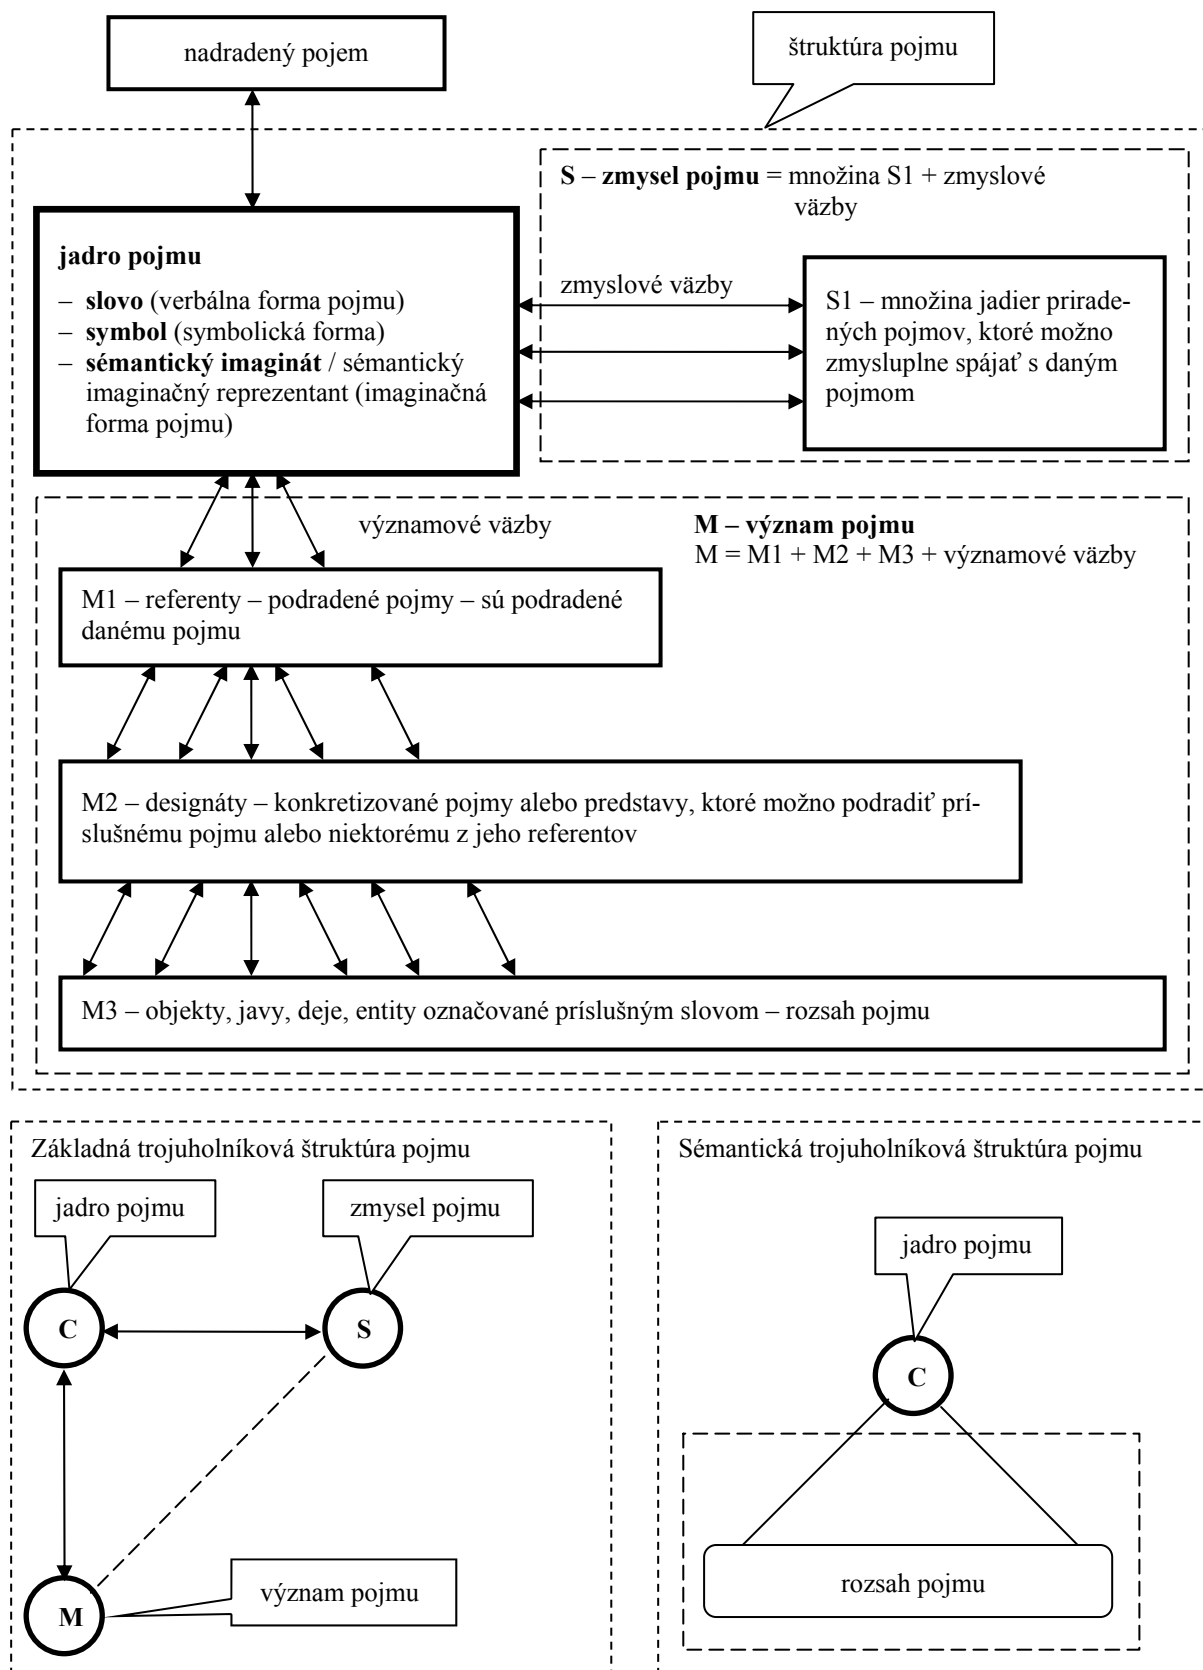 nadradený pojem
štruktúra pojmu
S – zmysel pojmu = množina S1 + zmyslové
väzby
jadro pojmu
– slovo (verbálna forma pojmu)
– symbol (symbolická forma)
– sémantický imaginát / sémantický
imaginačný reprezentant (imaginačná
forma pojmu)
zmyslové väzby
S1 – množina jadier prirade-
ných pojmov, ktoré možno
zmysluplne spájať s daným
pojmom
významové väzby
M – význam pojmu
M = M1 + M2 + M3 + významové väzby
M1 – referenty – podradené pojmy – sú podradené
danému pojmu
M2 – designáty – konkretizované pojmy alebo predstavy, ktoré možno podradiť prí-
slušnému pojmu alebo niektorému z jeho referentov
M3 – objekty, javy, deje, entity označované príslušným slovom – rozsah pojmu
Základná trojuholníková štruktúra pojmu
jadro pojmu
zmysel pojmu
C
S
M
význam pojmu
Sémantická trojuholníková štruktúra pojmu
jadro pojmu
C
rozsah pojmu